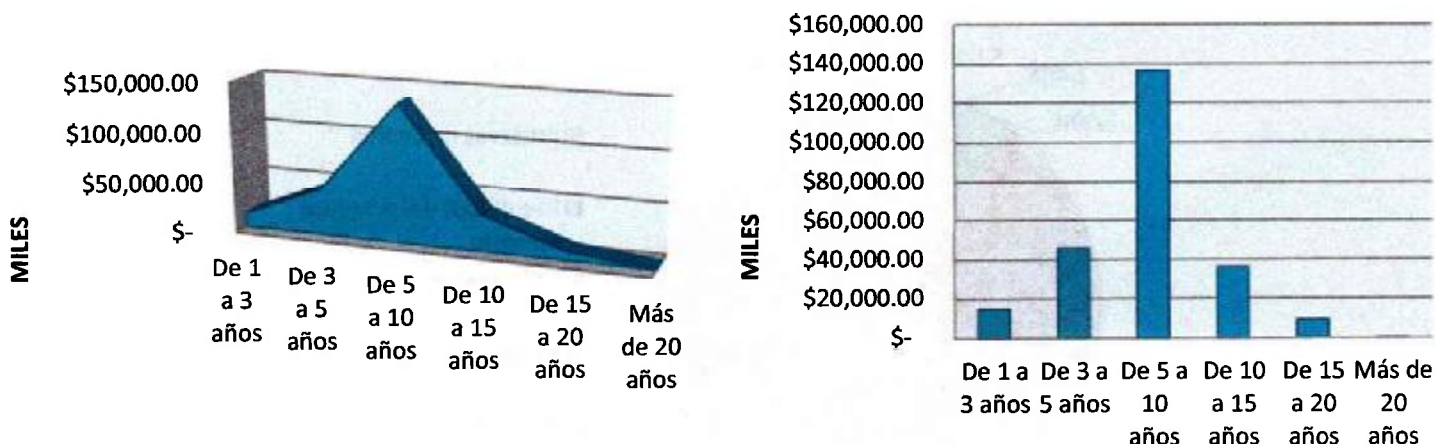 $150,000.00
$100,000.00
$50,000.00
$-
MILES
De 1
a 3
años
De 3
a 5
años
De 5
a 10
años
De 10
a 15
años
De 15
a 20
años
Más
de 20
años
$160,000.00
$140,000.00
$120,000.00
$100,000.00
$80,000.00
$60,000.00
$40,000.00
$20,000.00
$-
MILES
De 1 a
3 años
De 3 a
5 años
De 5 a
10
años
De 10
a 15
años
De 15
a 20
años
Más de
20
años